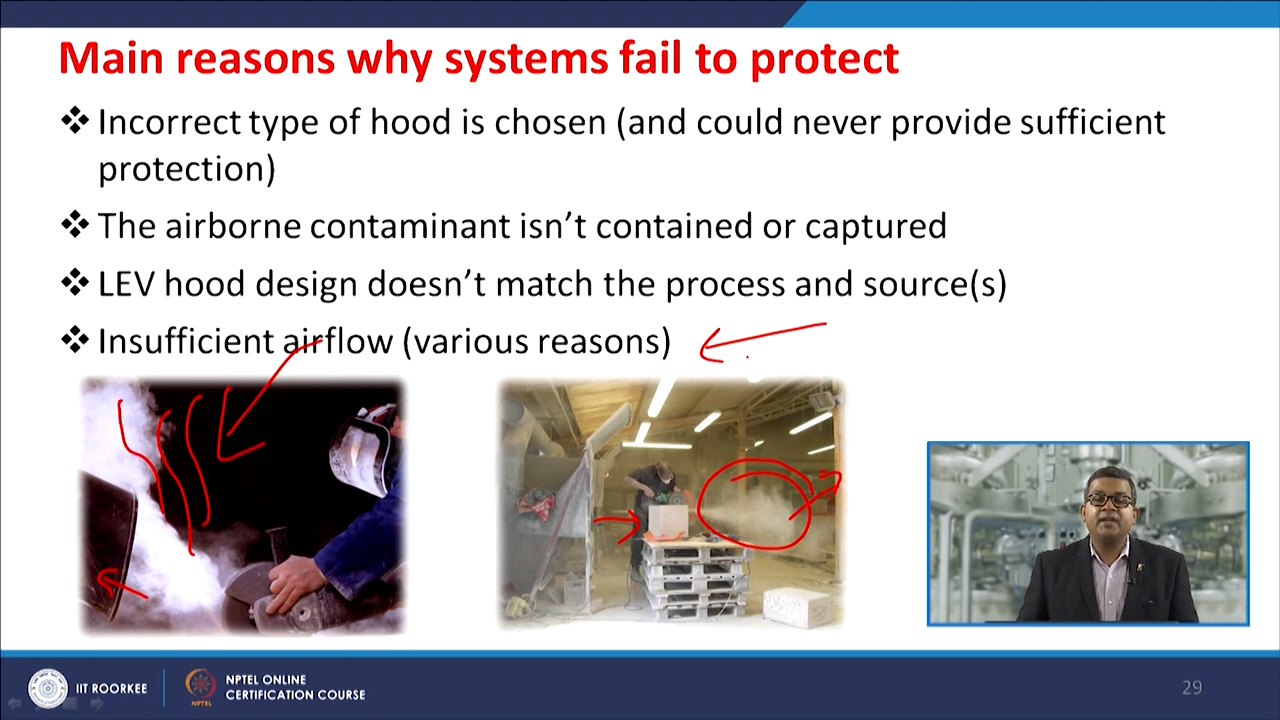 Main reasons why systems fail to protect
❖ Incorrect type of hood is chosen (and could never provide sufficient
protection)
❖ The airborne contaminant isn’t contained or captured
❖ LEV hood design doesn’t match the process and source(s)
❖ Insufficient airflow (various reasons)
IIT ROORKEE
NPTEL
NPTEL ONLINE
CERTIFICATION COURSE
29